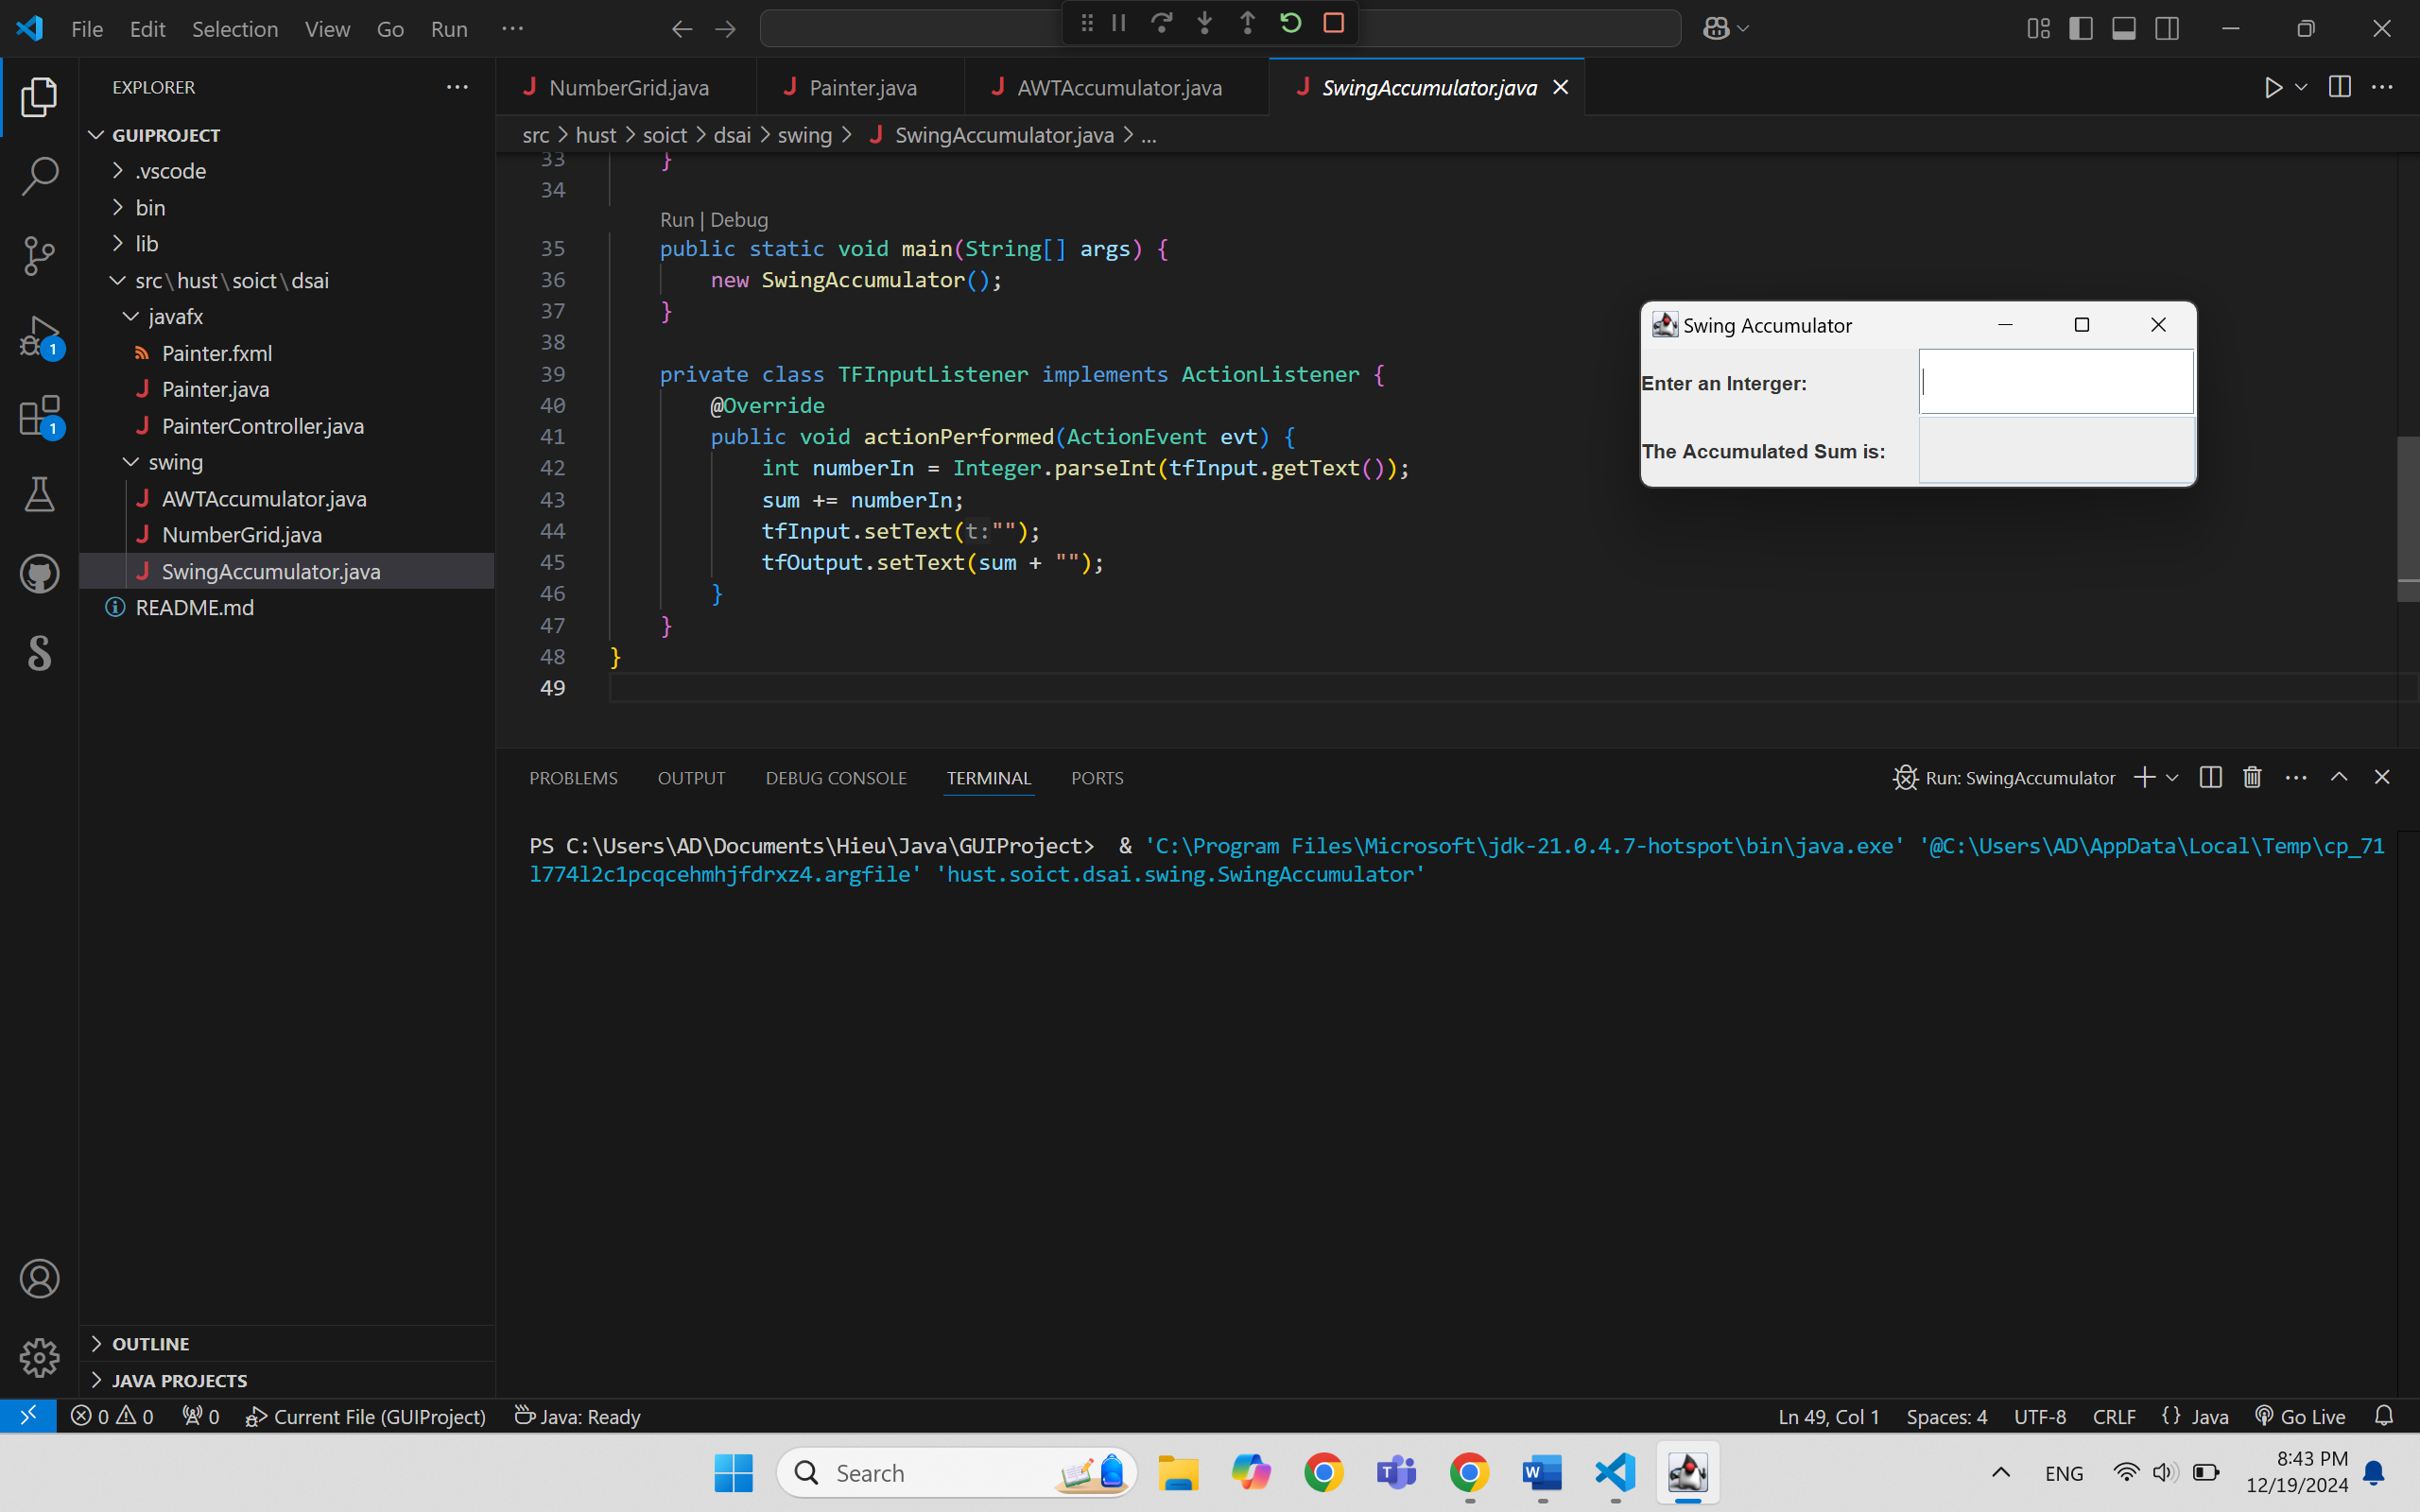 File Edit Selection View Go Run ···
EXPLORER
GUIPROJECT
.vscode
bin
lib
src\hust\soict\dsai
javafx
Painter.fxml
Painter.java
PainterController.java
swing
AWTAccumulator.java
NumberGrid.java
SwingAccumulator.java
README.md
OUTLINE
JAVA PROJECTS
1
1
NumberGrid.java Painter.java AWTAccumulator.java SwingAccumulator.java
src > hust > soict > dsai > swing > SwingAccumulator.java > ...
33 }
34
Run | Debug
35 public static void main(String[] args) {
36 new SwingAccumulator();
37 }
38
39 private class TFInputListener implements ActionListener {
40 @Override
41 public void actionPerformed(ActionEvent evt) {
42 int numberIn = Integer.parseInt(tfInput.getText());
43 sum += numberIn;
44 tfInput.setText(t:"");
45 tfOutput.setText(sum + "");
46 }
47 }
48 }
49
Swing Accumulator
Enter an Interger:
The Accumulated Sum is:
PROBLEMS OUTPUT DEBUG CONSOLE TERMINAL PORTS
Run: SwingAccumulator
PS C:\Users\AD\Documents\Hieu\Java\GUIProject> & 'C:\Program Files\Microsoft\jdk-21.0.4.7-hotspot\bin\java.exe' '@C:\Users\AD\AppData\Local\Temp\cp_71
l774l2c1pcqcehmhjfdrxz4.argfile' 'hust.soict.dsai.swing.SwingAccumulator'
0 0 0 Current File (GUIProject) Java: Ready
Ln 49, Col 1 Spaces: 4 UTF-8 CRLF {} Java Go Live
Search
ENG
8:43 PM
12/19/2024